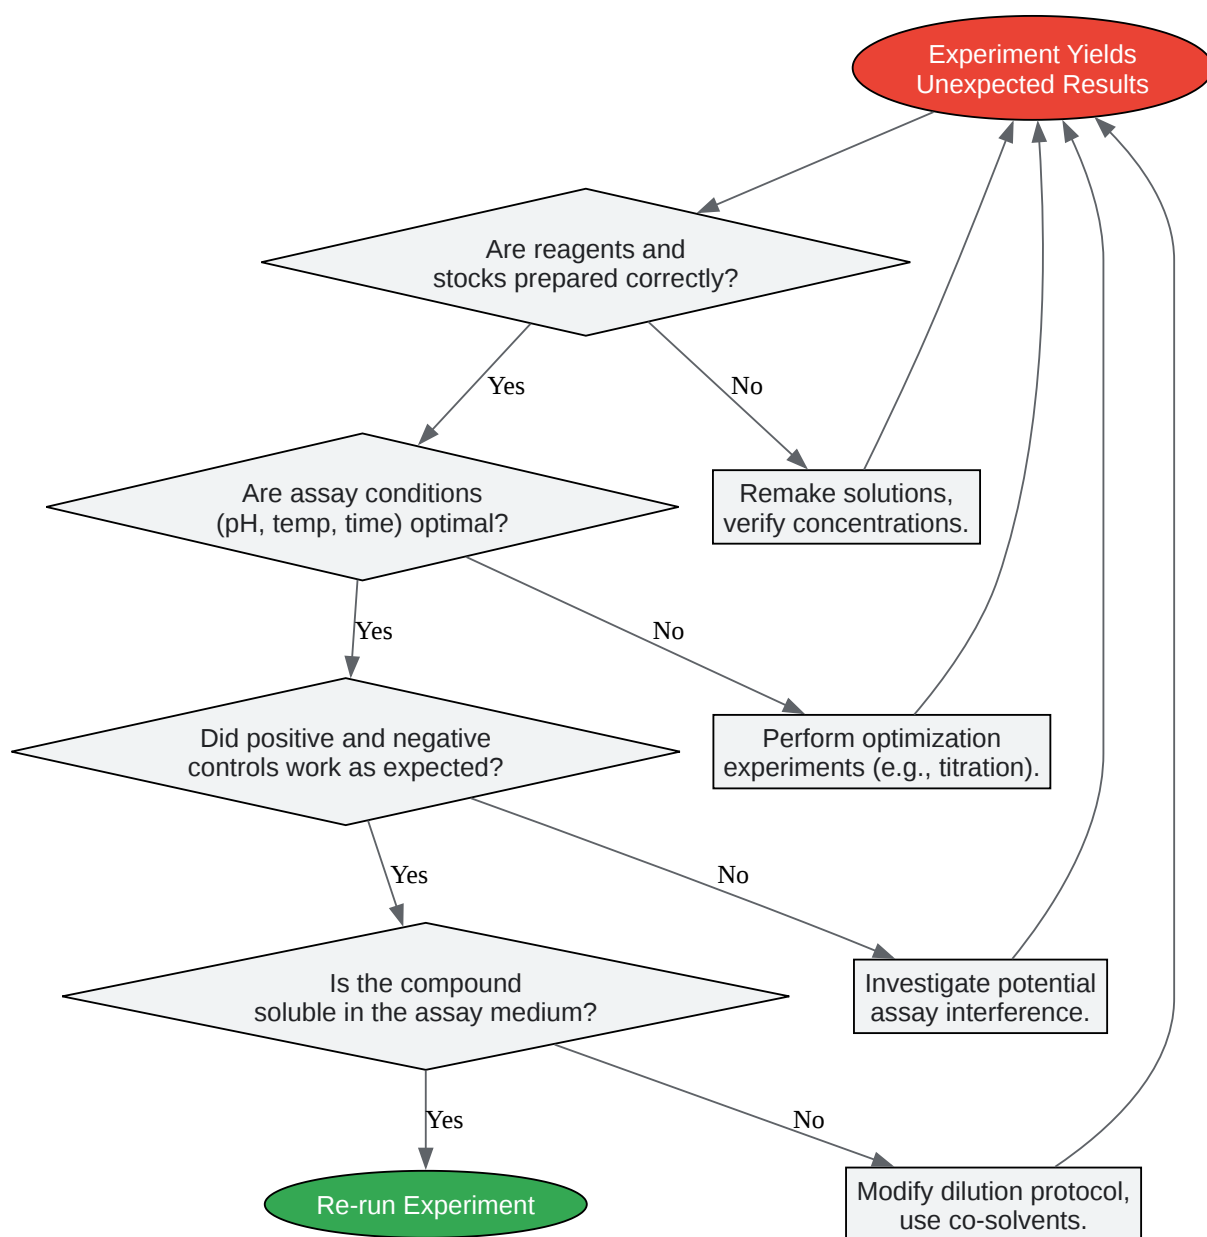 Experiment Yields
Unexpected Results
Are reagents and
stocks prepared correctly?
Yes
No
Are assay conditions
(pH, temp, time) optimal?
Remake solutions,
verify concentrations.
Yes
No
Did positive and negative
controls work as expected?
Perform optimization
experiments (e.g., titration).
Yes
No
Is the compound
soluble in the assay medium?
Investigate potential
assay interference.
Yes
No
Re-run Experiment
Modify dilution protocol,
use co-solvents.